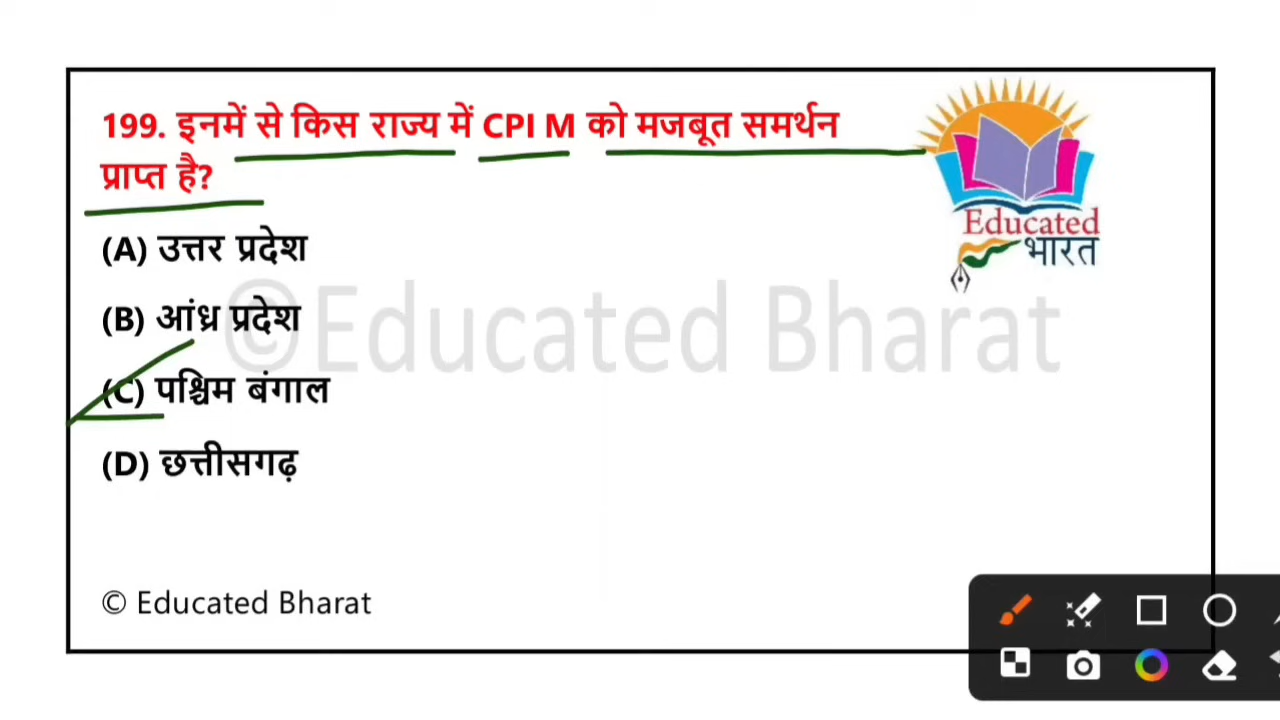 199. इनमें से किस राज्य में CPI M को मजबूत समर्थन
प्राप्त है?
Educated
भारत
(A) उत्तर प्रदेश
(B) आंध्र प्रदेश
©Educated Bharat
(C) पश्चिम बंगाल
(D) छत्तीसगढ़
© Educated Bharat